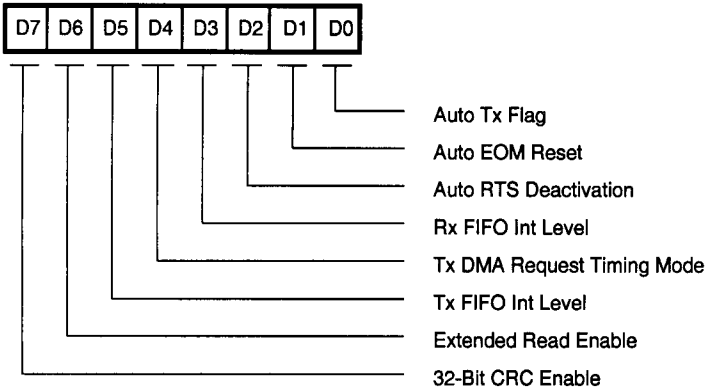 D7 D6 D5 D4 D3 D2 D1 D0
Auto Tx Flag
Auto EOM Reset
Auto RTS Deactivation
Rx FIFO Int Level
Tx DMA Request Timing Mode
Tx FIFO Int Level
Extended Read Enable
32-Bit CRC Enable